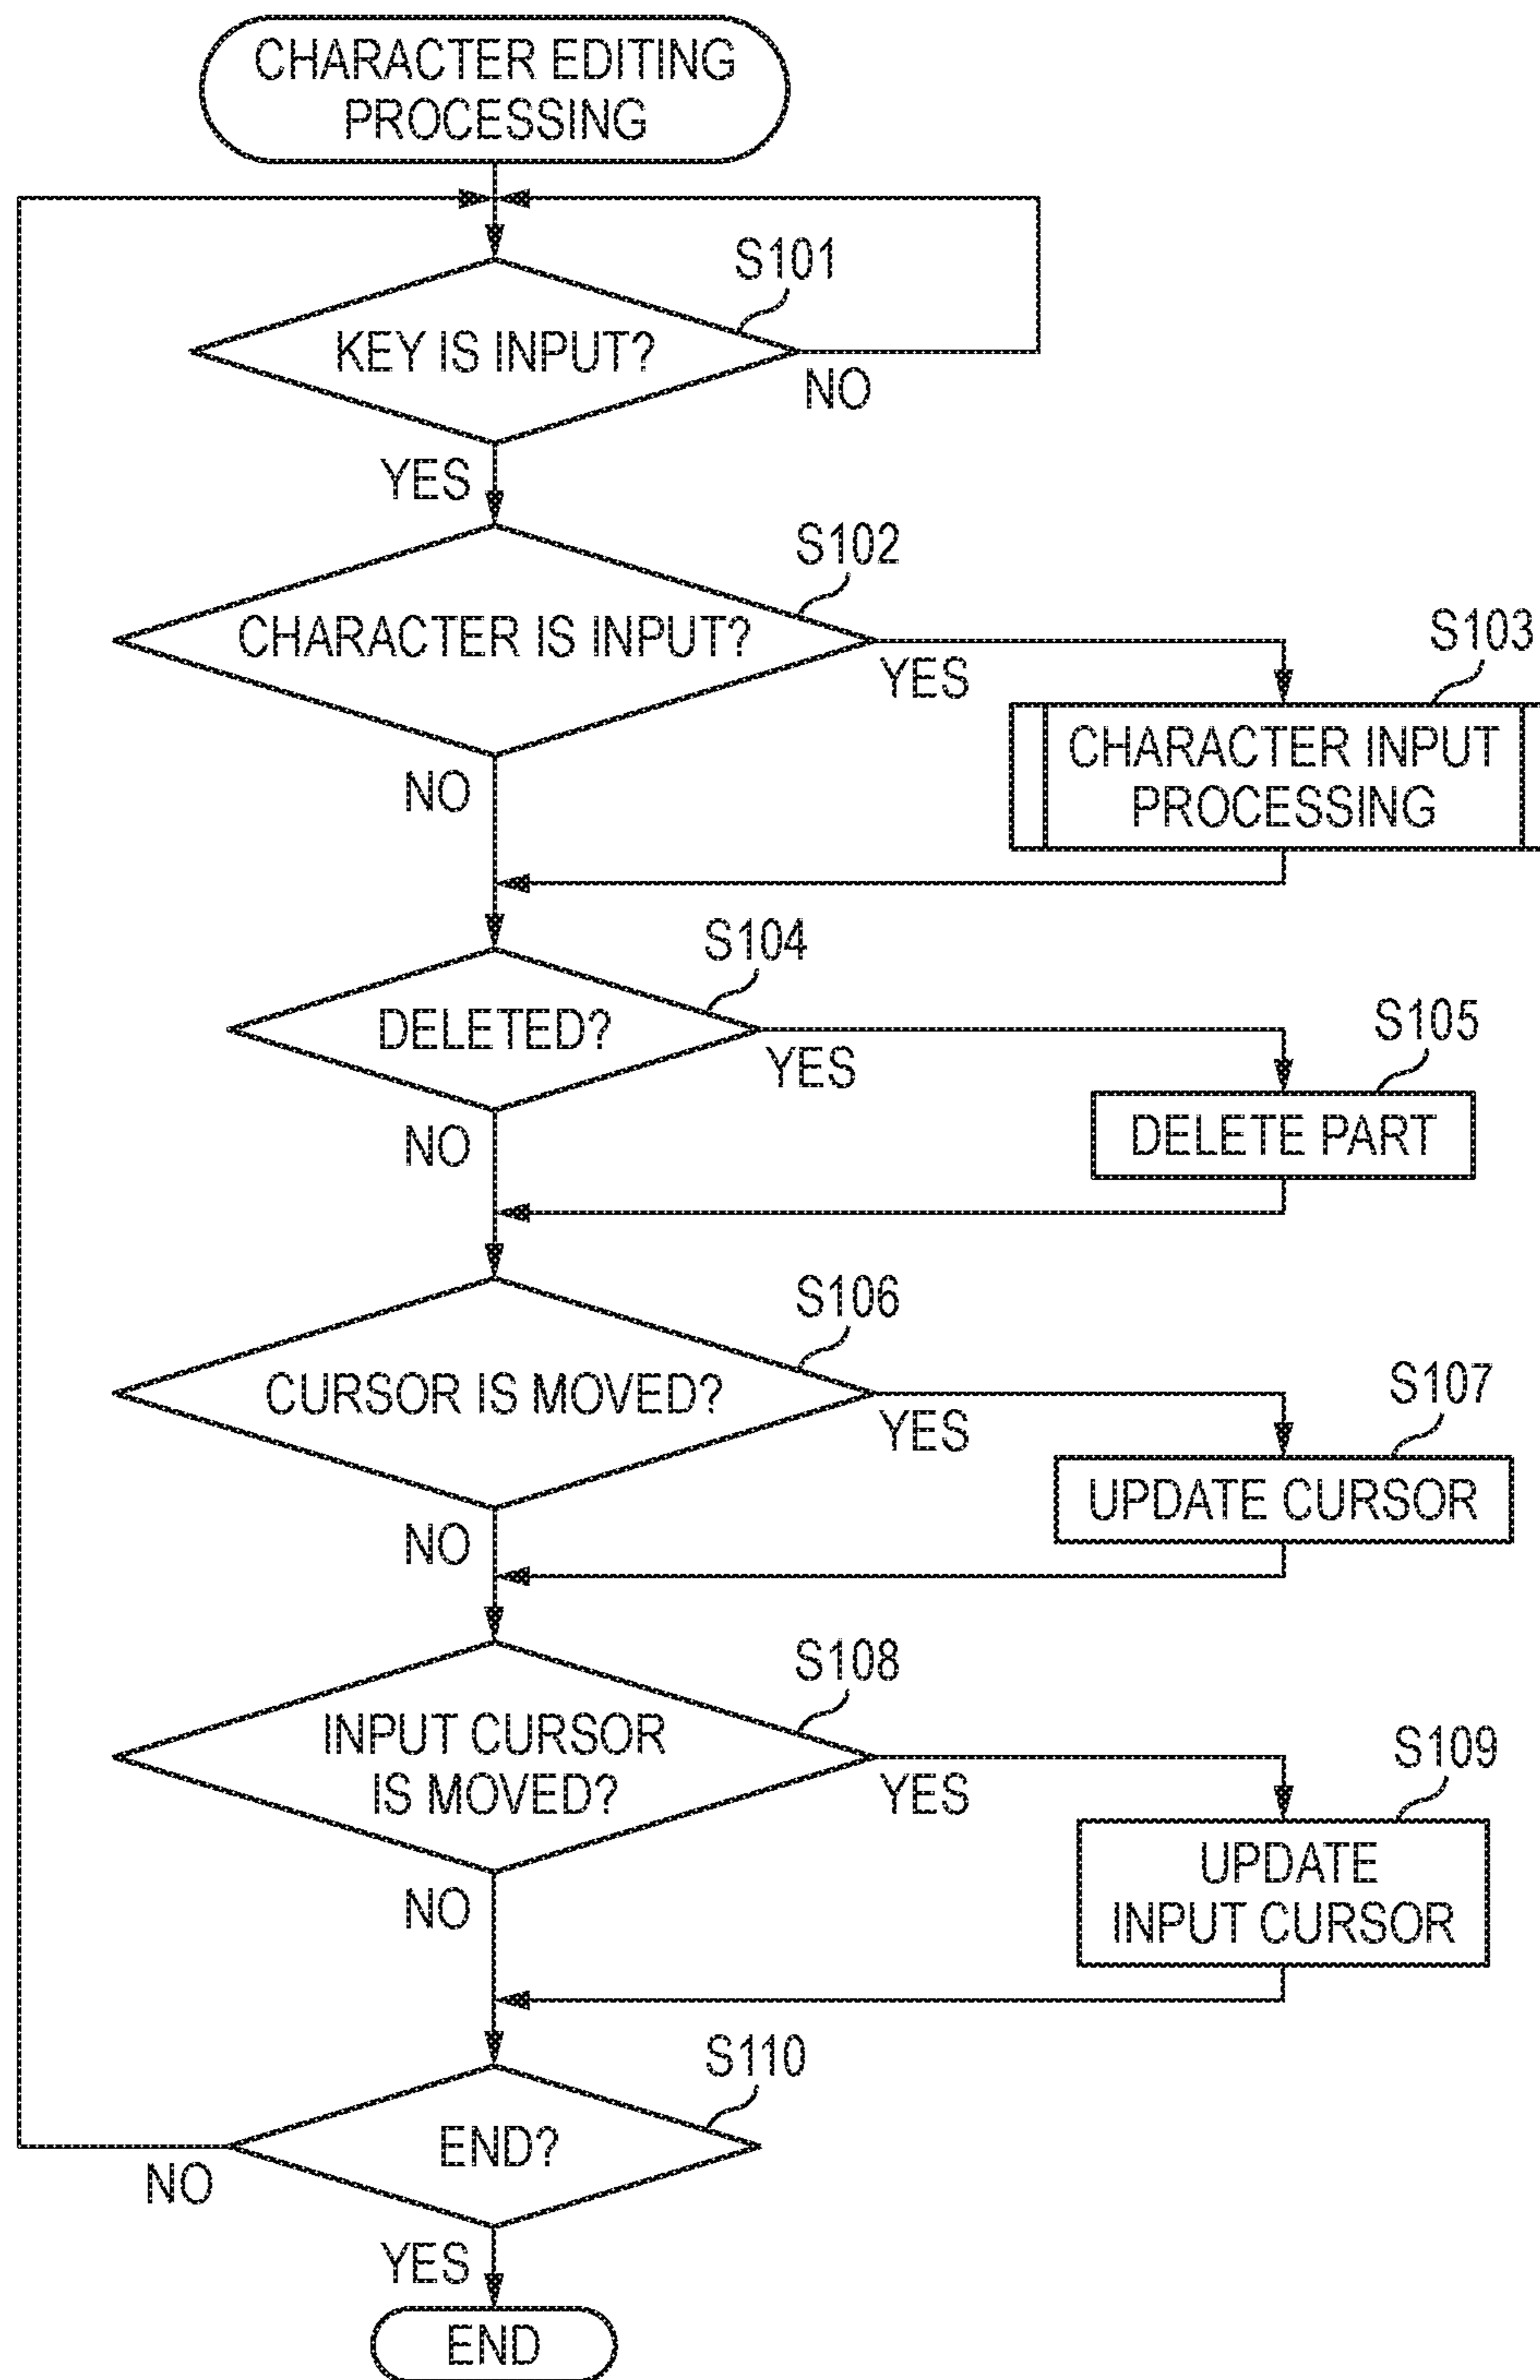 CHARACTER EDITING
PROCESSING
S101
KEY IS INPUT?
NO
YES
S102
CHARACTER IS INPUT?
YES
S103
CHARACTER INPUT
PROCESSING
NO
S104
DELETED?
YES
S105
DELETE PART
NO
S106
CURSOR IS MOVED?
YES
S107
UPDATE CURSOR
NO
S108
INPUT CURSOR
IS MOVED?
YES
S109
UPDATE
INPUT CURSOR
NO
S110
END?
NO
YES
END